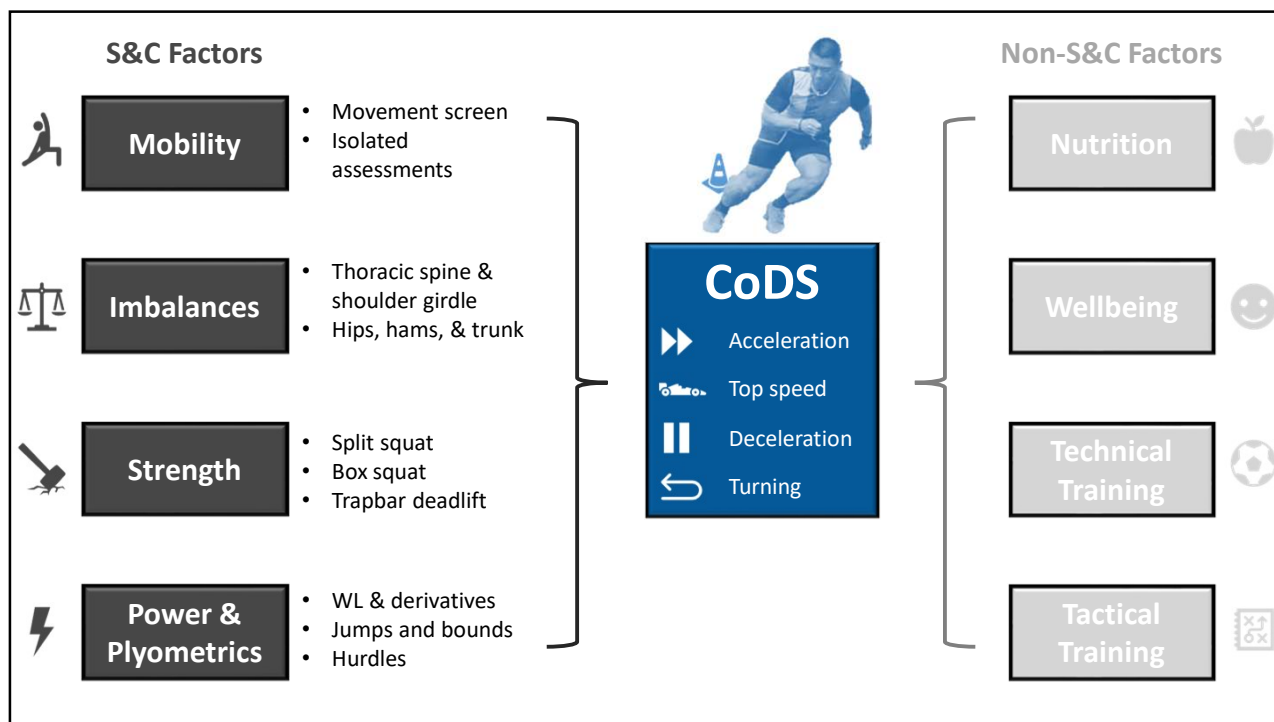 S&C Factors
Mobility
• Movement screen
• Isolated
assessments
Imbalances
• Thoracic spine &
shoulder girdle
• Hips, hams, & trunk
Strength
• Split squat
• Box squat
• Trapbar deadlift
Power &
Plyometrics
• WL & derivatives
• Jumps and bounds
• Hurdles
CoDS
Acceleration
Top speed
Deceleration
Turning
Non-S&C Factors
Nutrition
Wellbeing
Technical
Training
Tactical
Training